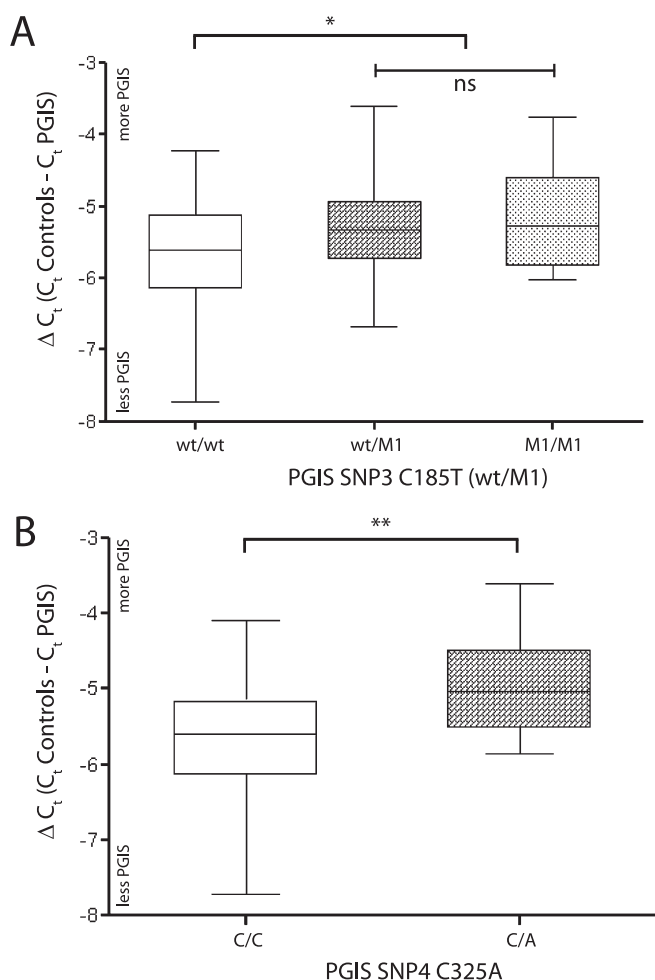 A
*
ns
-3
-4
-5
-6
-7
-8
more PGIS
less PGIS
Δ Ct (Ct Controls - Ct PGIS)
wt/wt wt/M1 M1/M1
PGIS SNP3 C185T (wt/M1)
B
**
-3
-4
-5
-6
-7
-8
more PGIS
less PGIS
Δ Ct (Ct Controls - Ct PGIS)
C/C C/A
PGIS SNP4 C325A